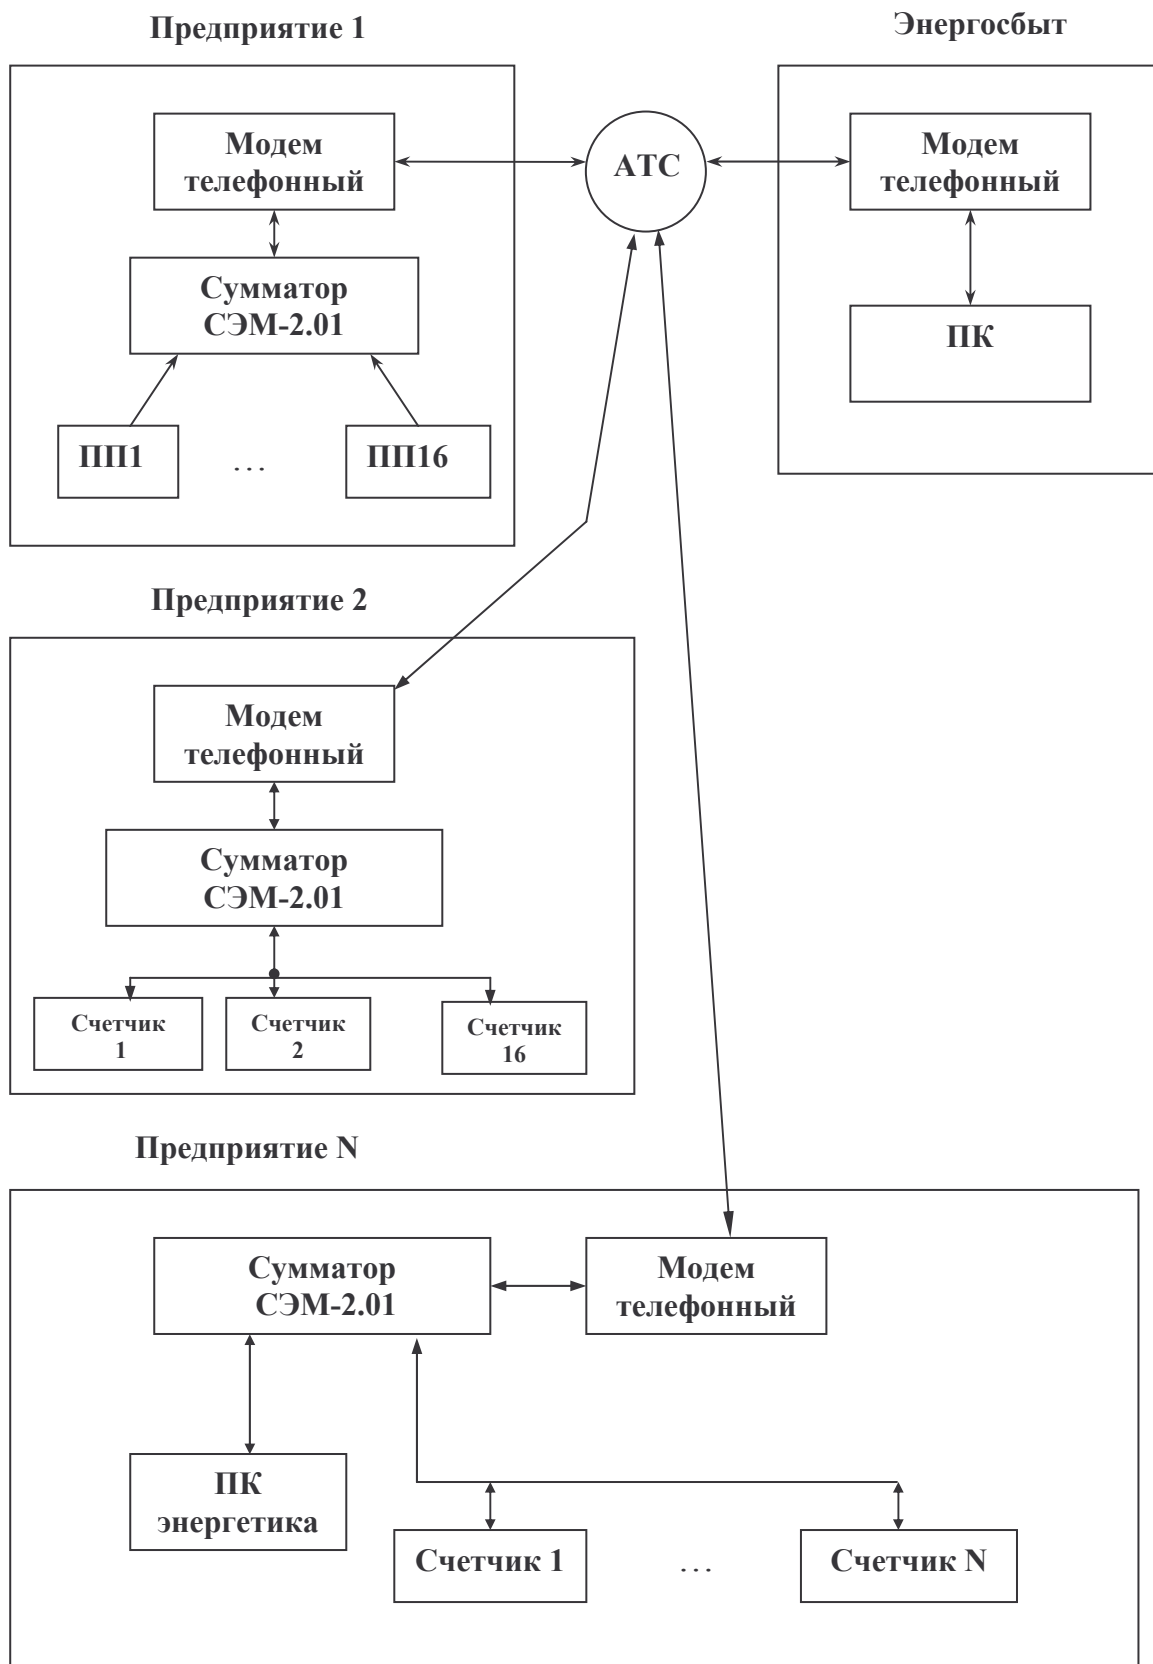 Предприятие 1
Энергосбыт
Модем
телефонный
АТС
Модем
телефонный
Сумматор
СЭМ-2.01
ПК
ПП1
...
ПП16
Предприятие 2
Модем
телефонный
Сумматор
СЭМ-2.01
Счетчик
1
Счетчик
2
Счетчик
16
Предприятие N
Сумматор
СЭМ-2.01
Модем
телефонный
ПК
энергетика
Счетчик 1
...
Счетчик N